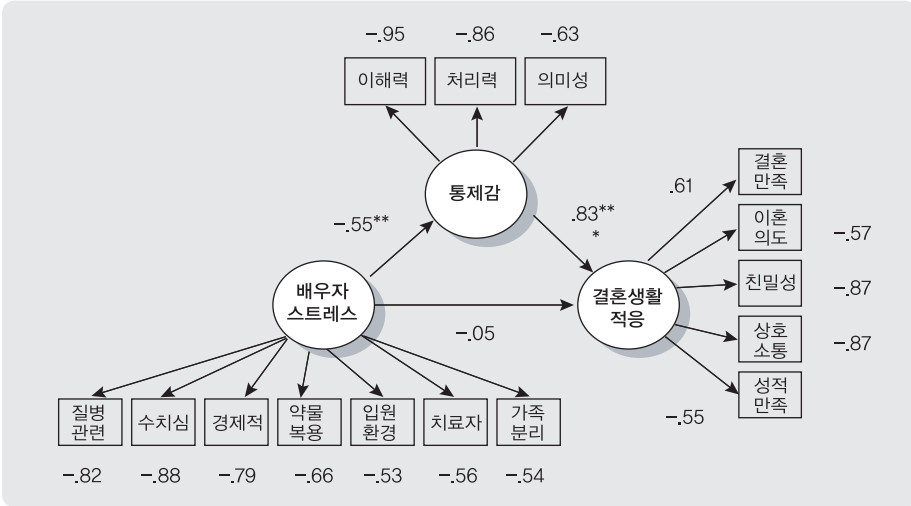 −.95 −.86 −.63
이해력 처리력 의미성
통제감
결혼
만족
.61
이혼
의도
−.57
−.55**
.83**
*
친밀성
−.87
배우자
스트레스
결혼생활
적응
−.05
상호
소통
−.87
성적
만족
−.55
질병
관련
수치심
경제적
약물
복용
입원
환경
치료자
가족
분리
−.82 −.88 −.79 −.66 −.53 −.56 −.54